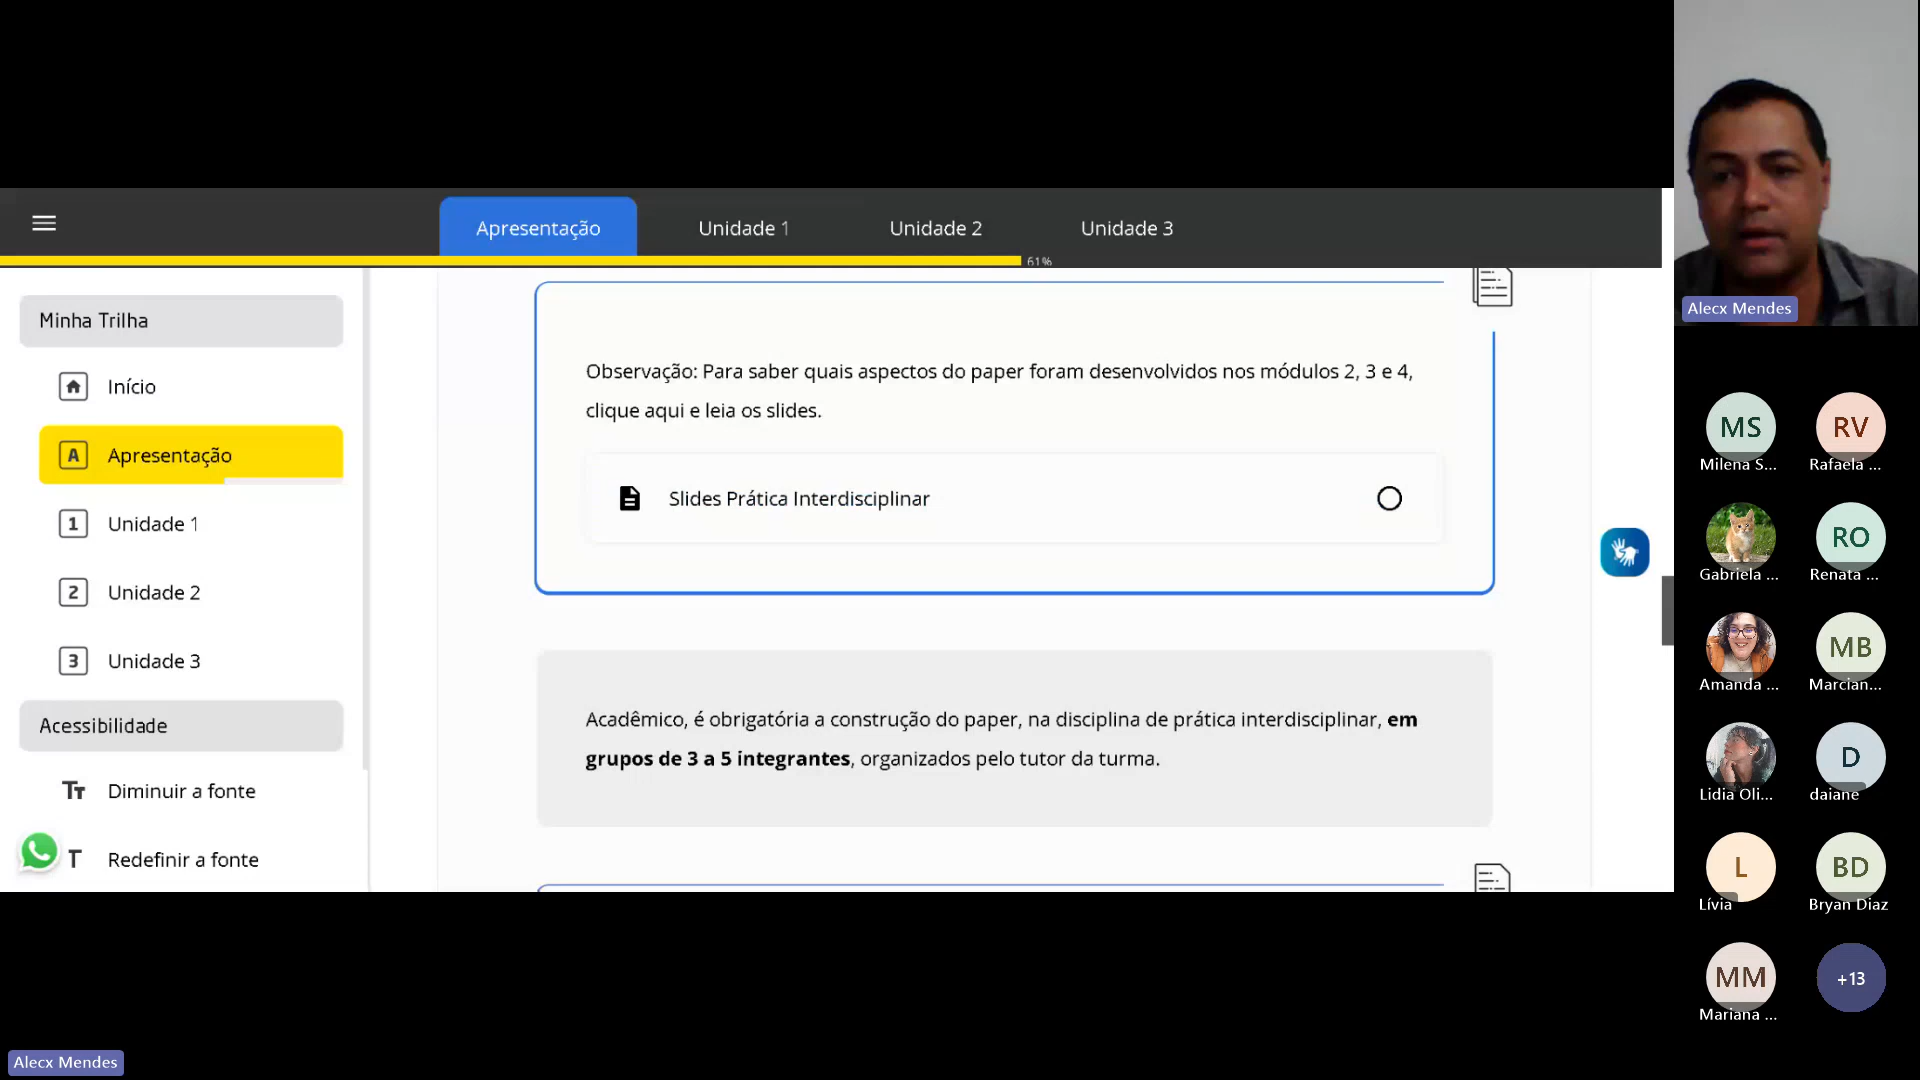 Apresentação
Unidade 1
Unidade 2
Unidade 3
61%
Minha Trilha
Início
A
Apresentação
1
Unidade 1
2
Unidade 2
3
Unidade 3
Acessibilidade
TT
Diminuir a fonte
T
Redefinir a fonte
Observação: Para saber quais aspectos do paper foram desenvolvidos nos módulos 2, 3 e 4,
clique aqui e leia os slides.
Slides Prática Interdisciplinar
Acadêmico, é obrigatória a construção do paper, na disciplina de prática interdisciplinar, em
grupos de 3 a 5 integrantes, organizados pelo tutor da turma.
Alecx Mendes
MS
RV
Milena S...
Rafaela ...
RO
Gabriela ...
Renata ...
MB
Amanda ...
Marcian...
D
Lidia Oli...
daiane
L
BD
Lívia
Bryan Diaz
MM
+13
Mariana ...
Alecx Mendes